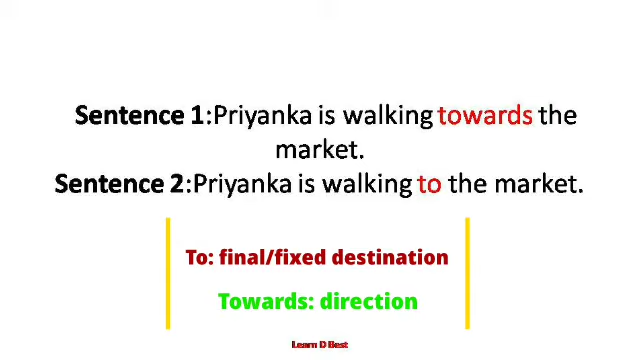 Sentence 1:Priyanka is walking towards the
market.
Sentence 2:Priyanka is walking to the market.
To: final/fixed destination
Towards: direction
Learn D Best